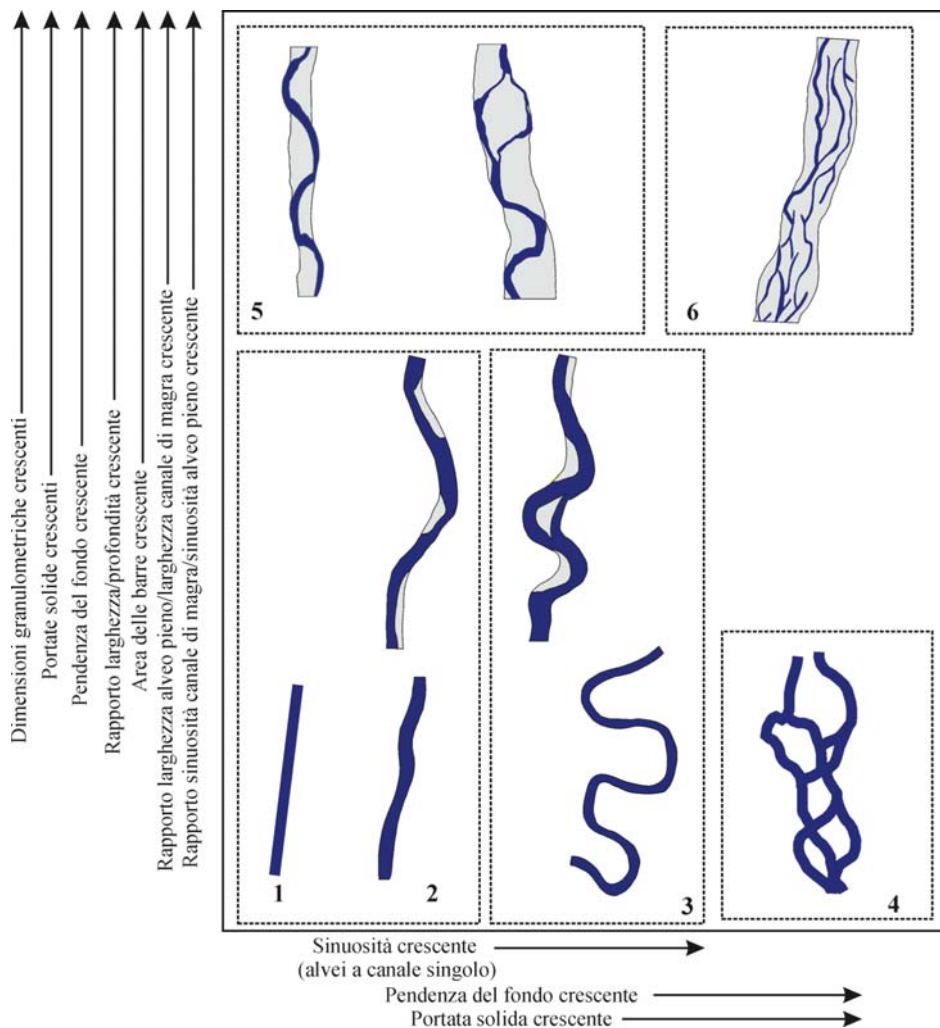 Dimensioni granulometriche crescenti
Portate solide crescenti
Pendenza del fondo crescente
Rapporto larghezza/profondità crescente
Area delle barre crescente
Rapporto larghezza alveo pieno/larghezza canale di magra crescente
Rapporto sinuosità canale di magra/sinuosità alveo pieno crescente
5
6
1
2
3
4
Sinuosità crescente
(alvei a canale singolo)
Pendenza del fondo crescente
Portata solida crescente